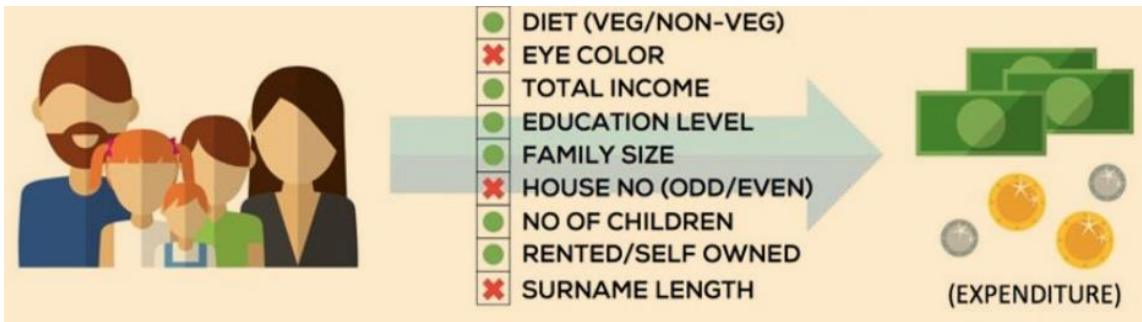 DIET (VEG/NON-VEG)
EYE COLOR
TOTAL INCOME
EDUCATION LEVEL
FAMILY SIZE
HOUSE NO (ODD/EVEN)
NO OF CHILDREN
RENTED/SELF OWNED
SURNAME LENGTH
(EXPENDITURE)